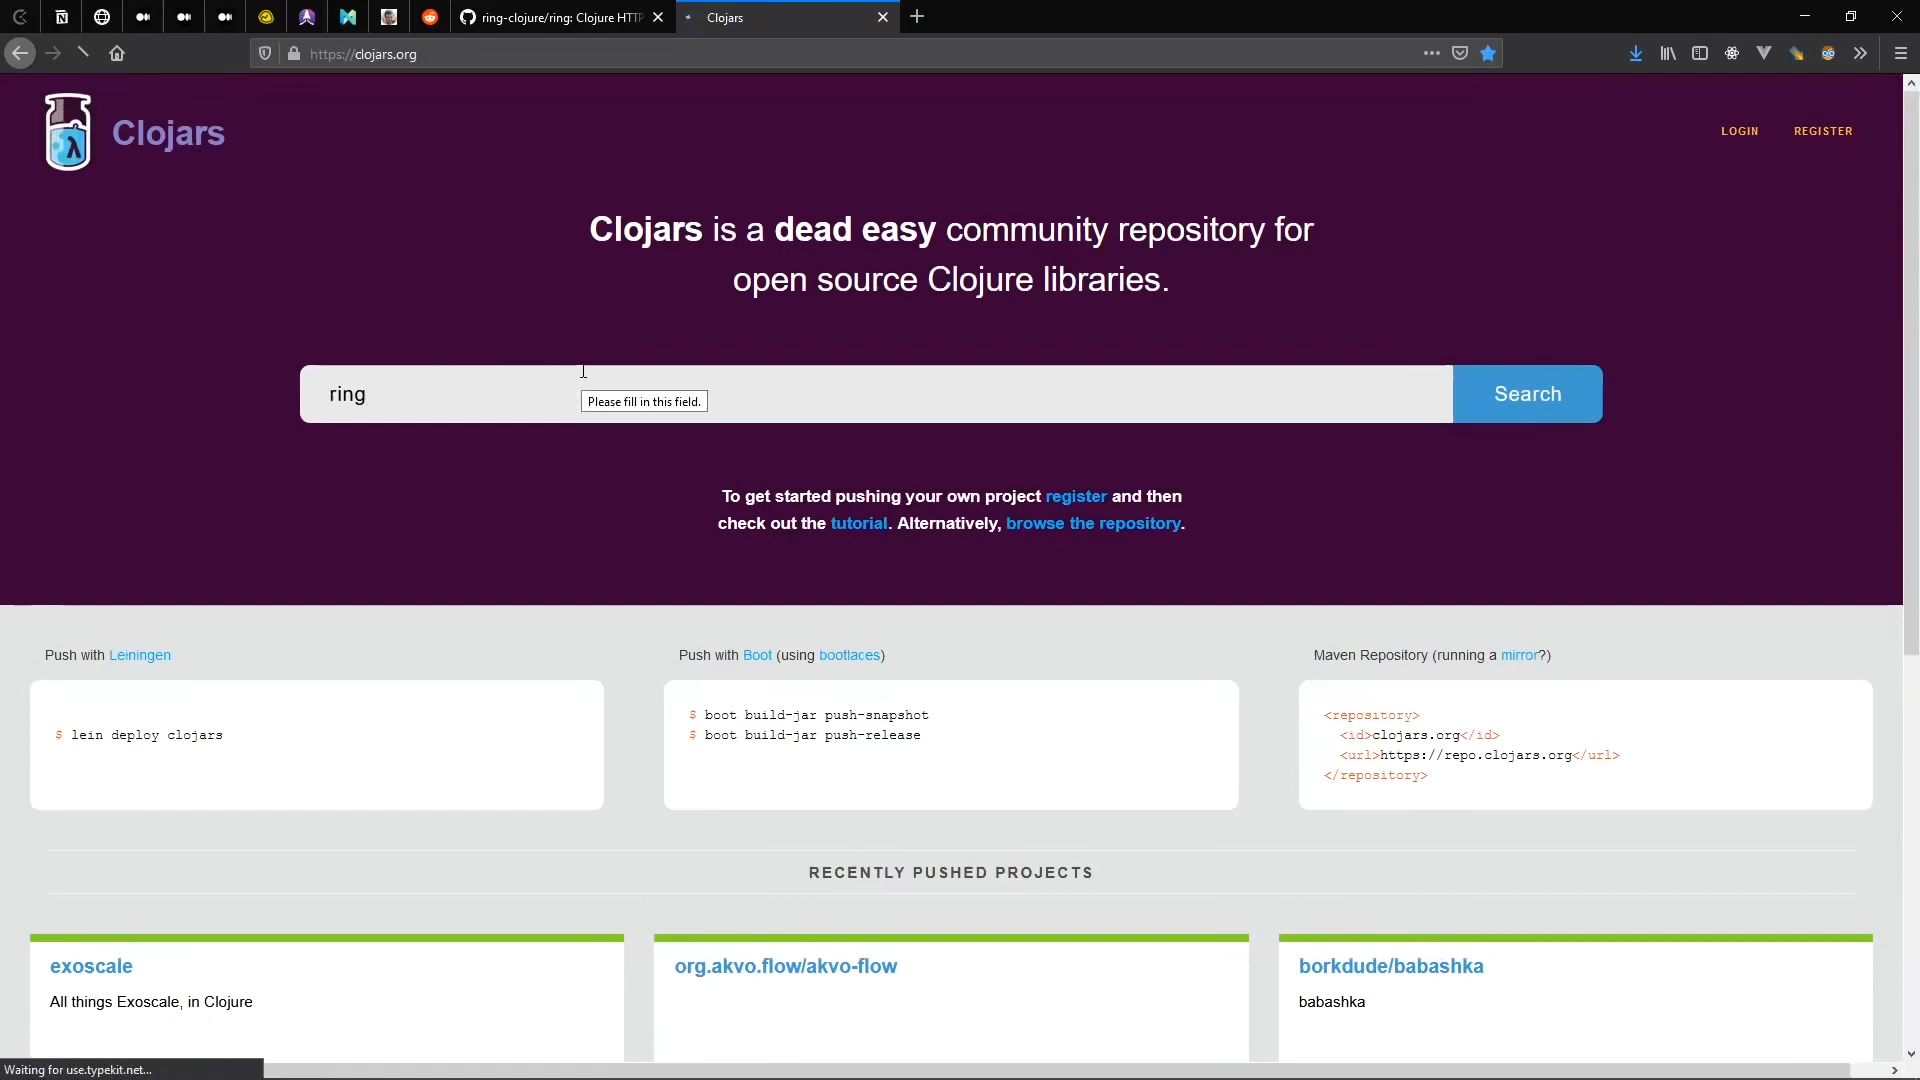 ring-clojure/ring: Clojure HTTP
Clojars
https://clojars.org
Clojars
LOGIN
REGISTER
Clojars is a dead easy community repository for
open source Clojure libraries.
ring
Search
Please fill in this field.
To get started pushing your own project register and then
check out the tutorial. Alternatively, browse the repository.
Push with Leiningen
$ lein deploy clojars
Push with Boot (using bootlaces)
$ boot build-jar push-snapshot
$ boot build-jar push-release
Maven Repository (running a mirror?)
<repository>
<id>clojars.org</id>
<url>https://repo.clojars.org</url>
</repository>
RECENTLY PUSHED PROJECTS
exoscale
All things Exoscale, in Clojure
org.akvo.flow/akvo-flow
borkdude/babashka
babashka
Waiting for use.typekit.net...